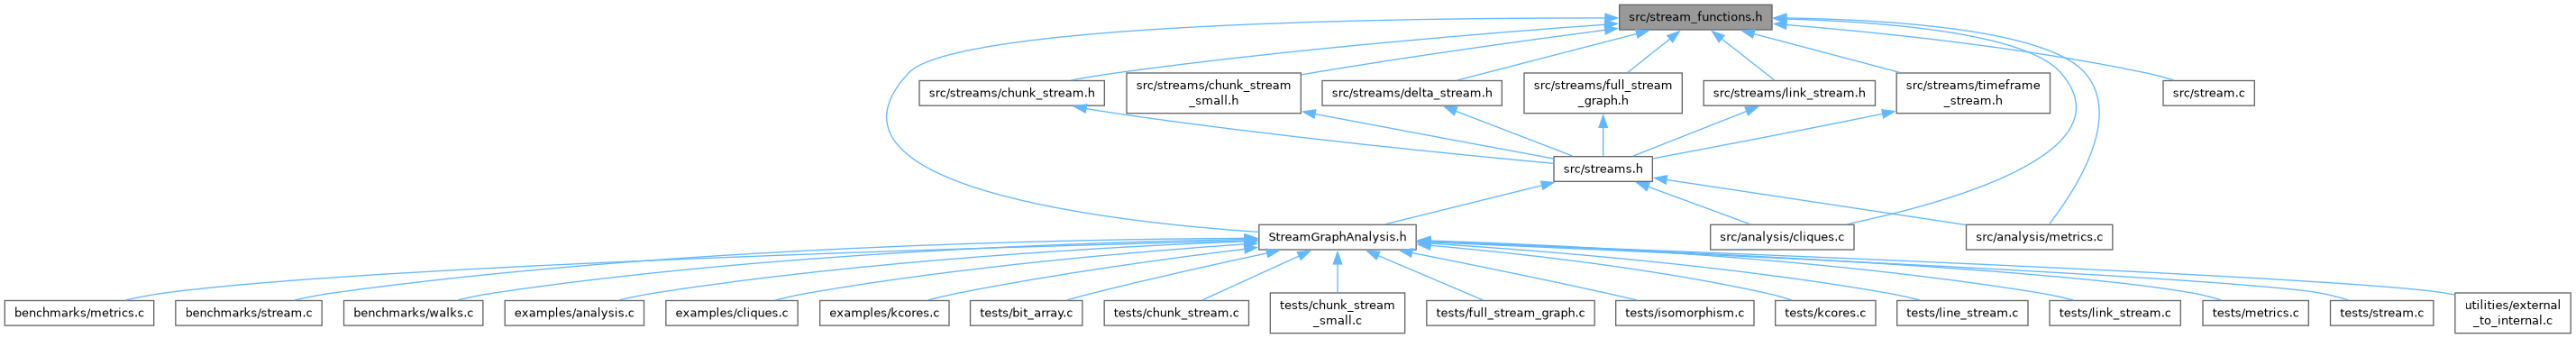 src/stream_functions.h
src/streams/chunk_stream.h
src/streams/chunk_stream
_small.h
src/streams/delta_stream.h
src/streams/full_stream
_graph.h
src/streams/link_stream.h
src/streams/timeframe
_stream.h
src/stream.c
src/streams.h
StreamGraphAnalysis.h
src/analysis/cliques.c
src/analysis/metrics.c
benchmarks/metrics.c
benchmarks/stream.c
benchmarks/walks.c
examples/analysis.c
examples/cliques.c
examples/kcores.c
tests/bit_array.c
tests/chunk_stream.c
tests/chunk_stream
_small.c
tests/full_stream_graph.c
tests/isomorphism.c
tests/kcores.c
tests/line_stream.c
tests/link_stream.c
tests/metrics.c
tests/stream.c
utilities/external
_to_internal.c